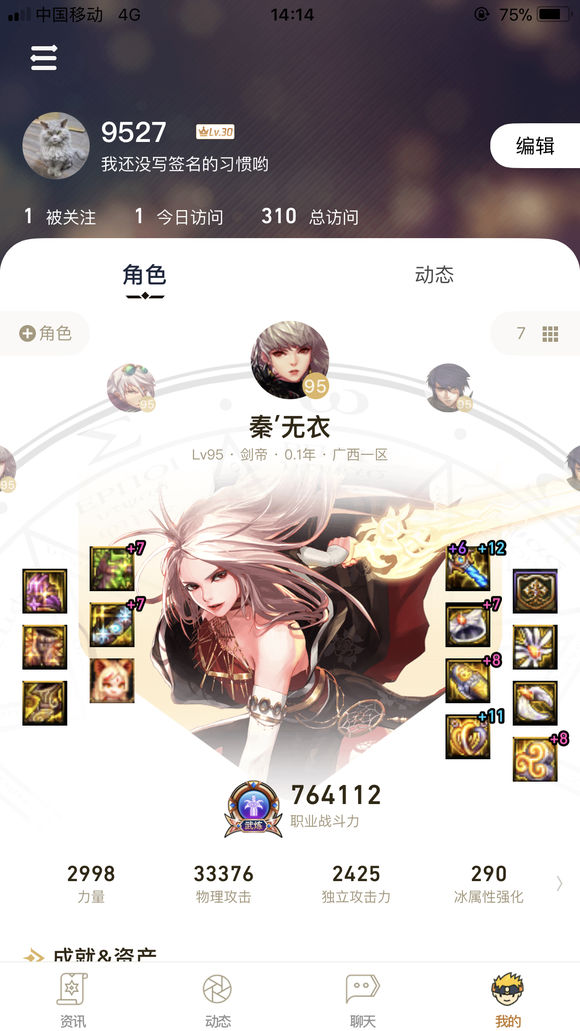 中国移动 4G 14:14 75%
9527 Lv.30
我还没写签名的习惯哟
编辑
1 被关注 1 今日访问 310 总访问
角色 动态
角色 7
95
95 95
95
秦′无衣
Lv95 · 剑帝 · 0.1年 · 广西一区
+7 +6 +12
+7 +7
+8
+11
+8
武炼 764112
职业战斗力
2998 33376 2425 290
力量 物理攻击 独立攻击力 冰属性强化
成就&资产
资讯 动态 聊天 我的